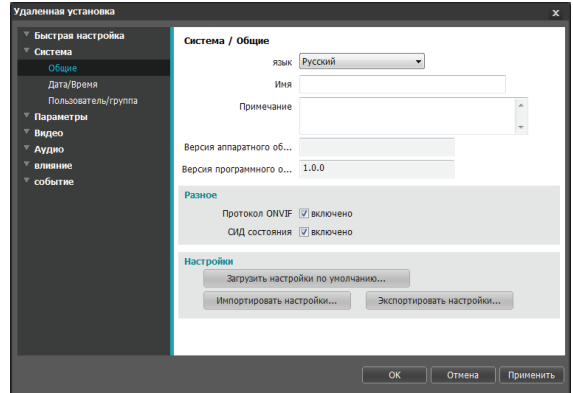 Удаленная установка x
Быстрая настройка
Система
Общие
Дата/Время
Пользователь/группа
Параметры
Видео
Аудио
влияние
событие
Система / Общие
язык Русский
Имя
Примечание
Версия аппаратного об...
Версия программного о... 1.0.0
Разное
Протокол ONVIF включено
СИД состояния включено
Настройки
Загрузить настройки по умолчанию...
Импортировать настройки... Экспортировать настройки...
OK Отмена Применить